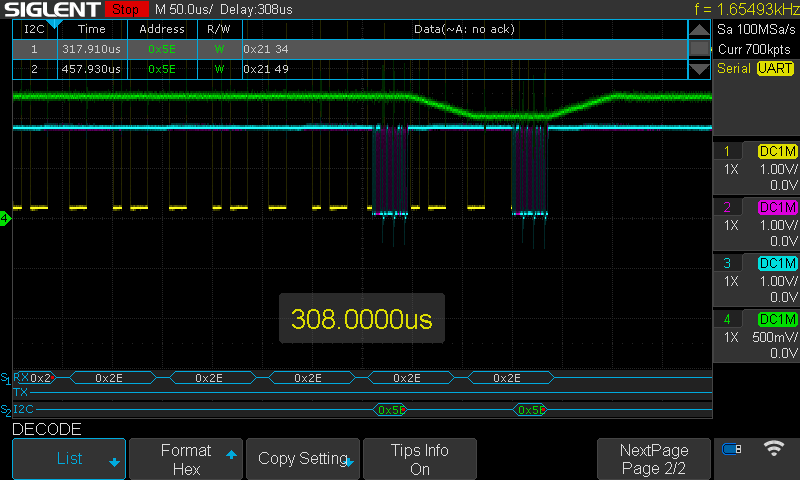 SIGLENT Stop M 50.0us/ Delay:308us f = 1.65493kHz
I2C Time Address R/W Data(~A: no ack) Sa 100MSa/s
1 317.910us 0x5E W 0x21 34 Curr 700kpts
2 457.930us 0x5E W 0x21 49 Serial UART
1 DC1M
1X 1.00V/
0.0V
2 DC1M
1X 1.00V/
0.0V
3 DC1M
1X 1.00V/
0.0V
4 DC1M
1X 500mV/
0.0V
4
308.0000us
S1 RX 0x2 0x2E 0x2E 0x2E 0x2E 0x2E
TX
S2 I2C 0x5E 0x5E
DECODE
List Format Hex Copy Setting Tips Info On NextPage Page 2/2